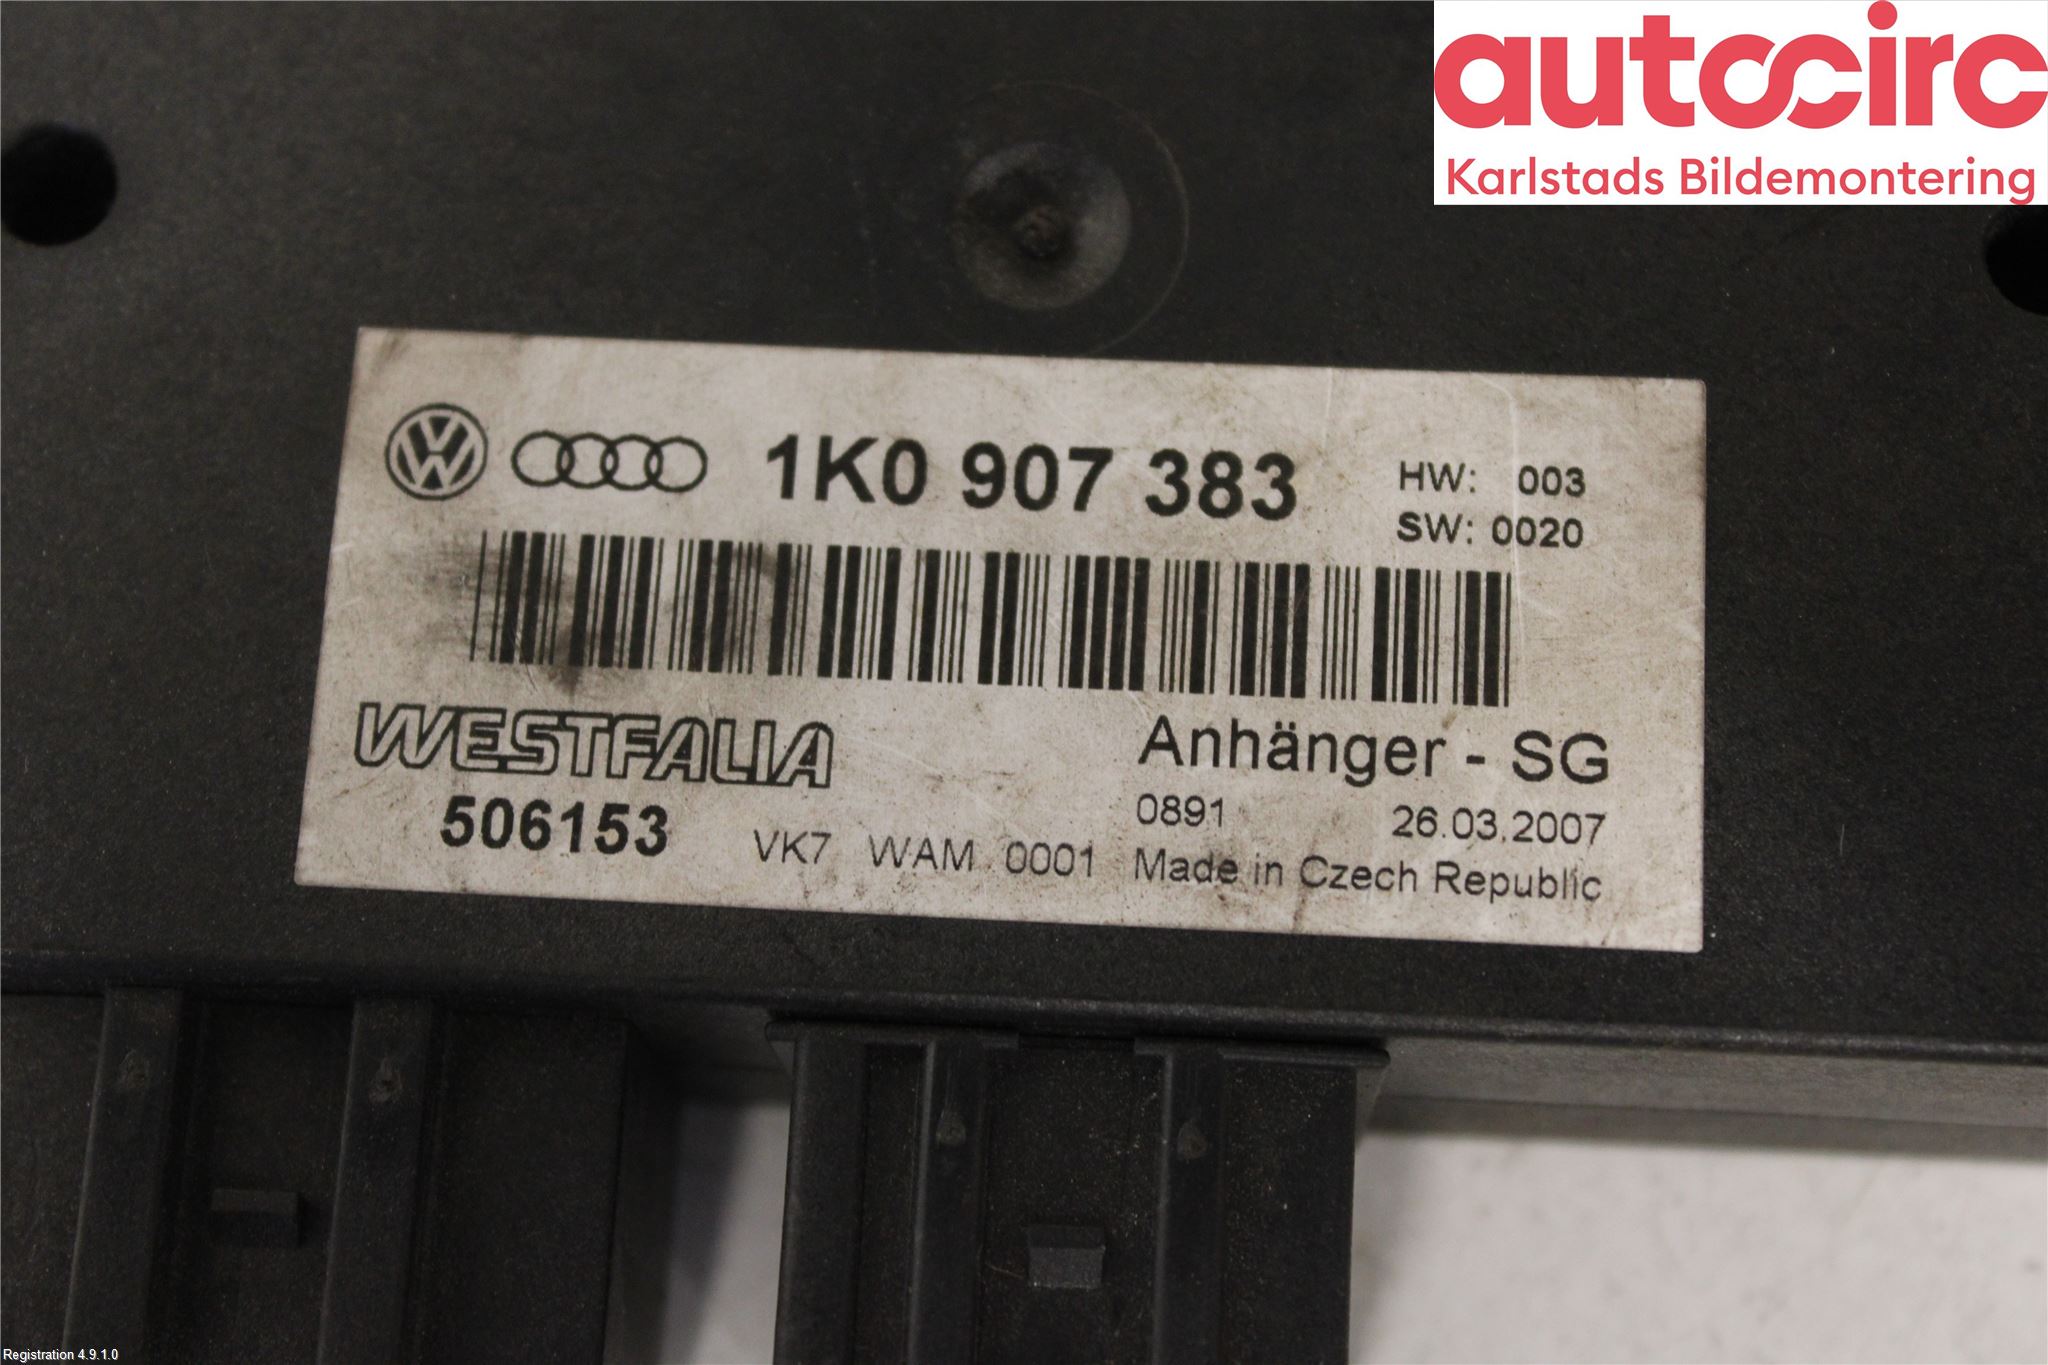 autocirc
Karlstads Bildemontering
1K0 907 383
HW: 003
SW: 0020
WESTFALIA
Anhänger - SG
506153
VK7 WAM 0001
0891 26.03.2007
Made in Czech Republic
Registration 4.9.1.0